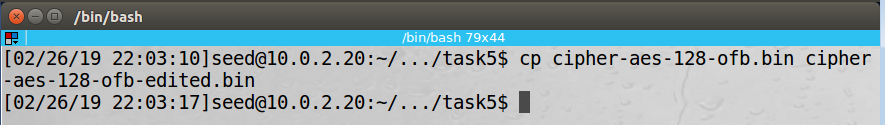 /bin/bash
/bin/bash 79x44
[02/26/19 22:03:10]seed@10.0.2.20:~/.../task5$ cp cipher-aes-128-ofb.bin cipher
-aes-128-ofb-edited.bin
[02/26/19 22:03:17]seed@10.0.2.20:~/.../task5$